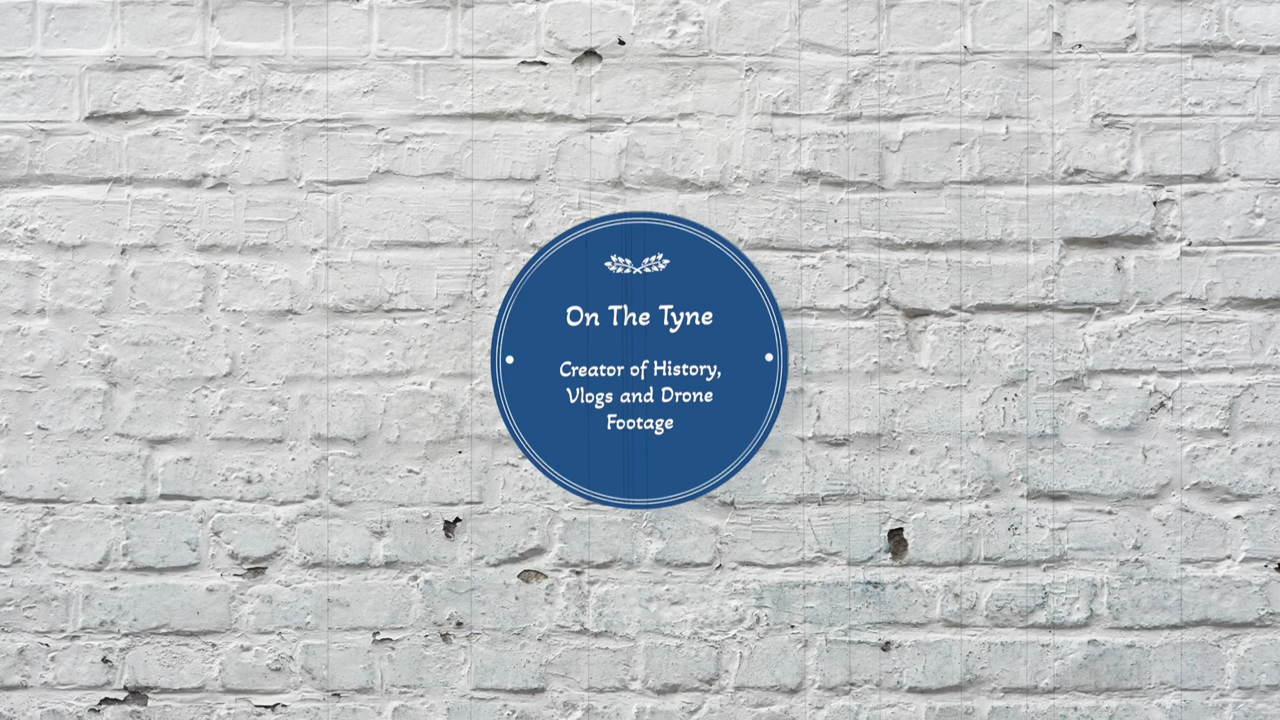 On The Tyne
Creator of History,
Vlogs and Drone
Footage